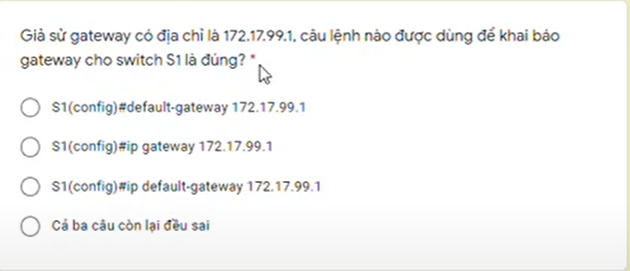 Giả sử gateway có địa chỉ là 172.17.99.1, câu lệnh nào được dùng để khai báo
gateway cho switch S1 là đúng? *
S1(config)#default-gateway 172.17.99.1
S1(config)#ip gateway 172.17.99.1
S1(config)#ip default-gateway 172.17.99.1
Cả ba câu còn lại đều sai